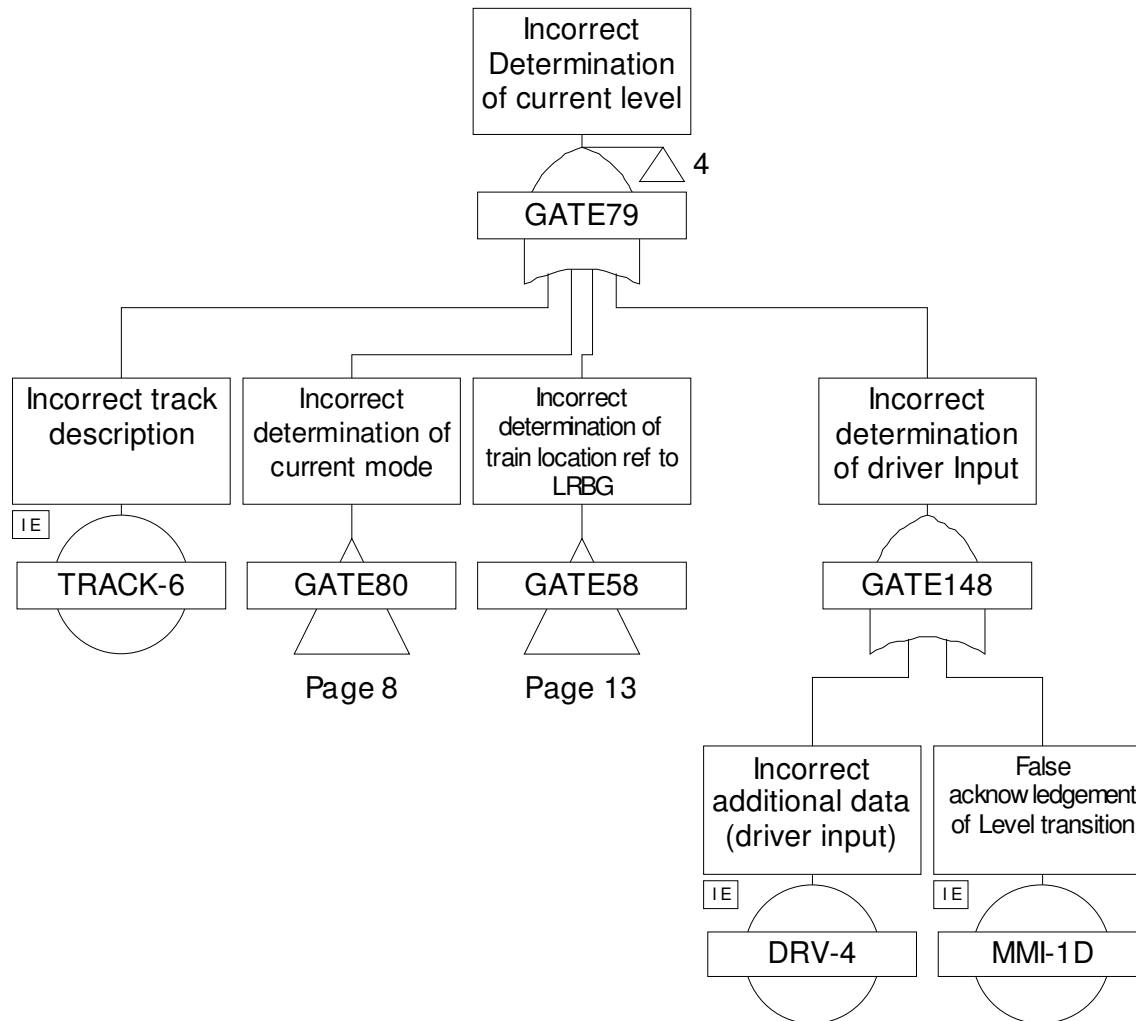 Incorrect
Determination
of current level
4
GATE79
Incorrect track
description
IE
TRACK-6
Incorrect
determination of
current mode
GATE80
Page 8
Incorrect
determination of
train location ref to
LRBG
GATE58
Page 13
Incorrect
determination
of driver Input
GATE148
Incorrect
additional data
(driver input)
IE
DRV-4
False
acknowledgement
of Level transition
IE
MMI-1D